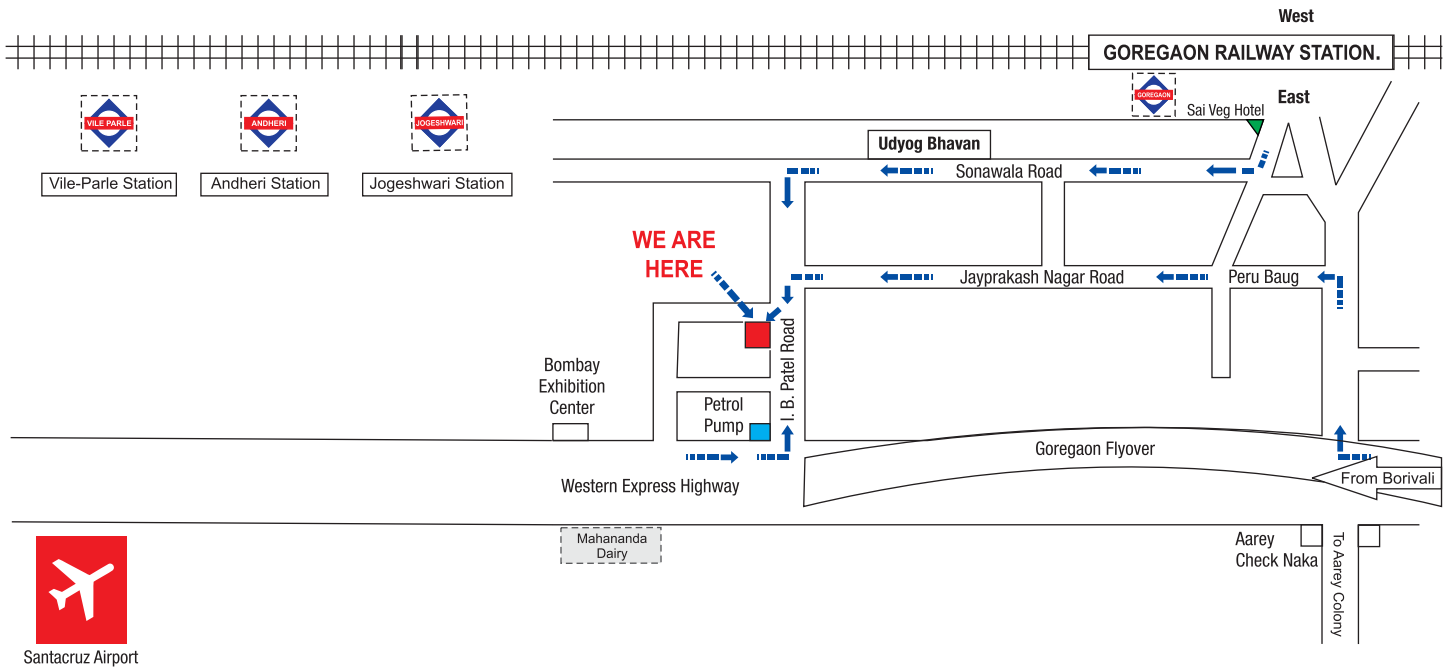 West
GOREGAON RAILWAY STATION.
East
GOREGAON
Sai Veg Hotel
VILE PARLE
ANDHERI
JOGESHWARI
Vile-Parle Station
Andheri Station
Jogeshwari Station
Udyog Bhavan
Sonawala Road
WE ARE
HERE
Jayprakash Nagar Road
Peru Baug
I. B. Patel Road
Bombay
Exhibition
Center
Petrol
Pump
Goregaon Flyover
From Borivali
Western Express Highway
Mahananda
Dairy
Aarey
Check Naka
To Aarey Colony
Santacruz Airport